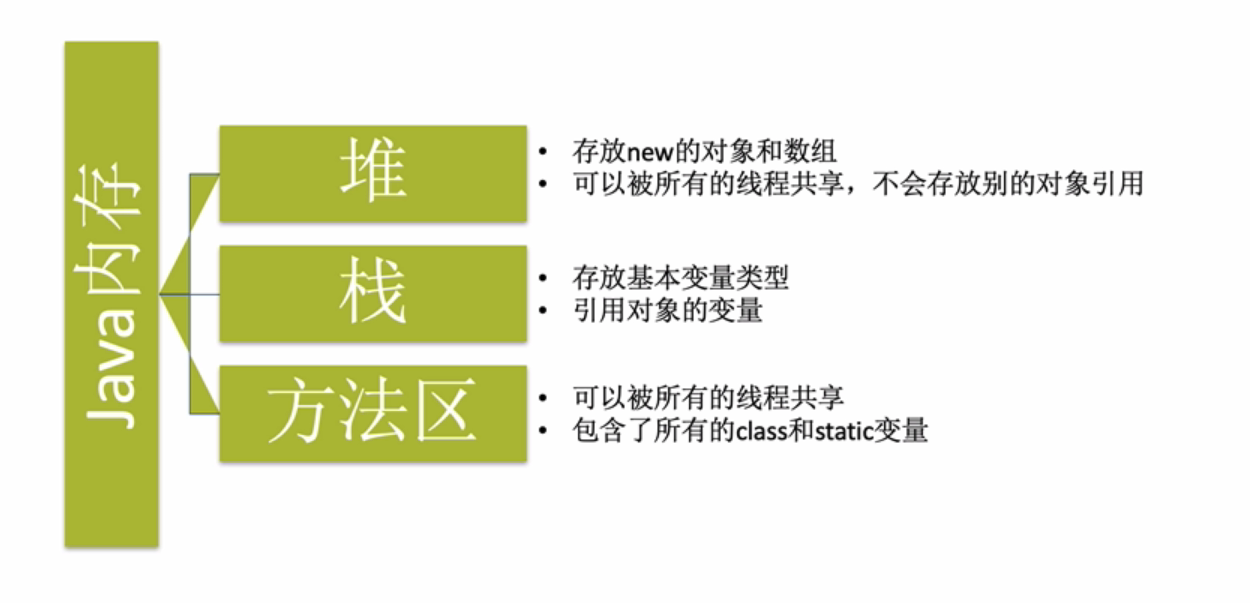 Java内存
堆
存放new的对象和数组
可以被所有的线程共享，不会存放别的对象引用
栈
存放基本变量类型
引用对象的变量
方法区
可以被所有的线程共享
包含了所有的class和static变量